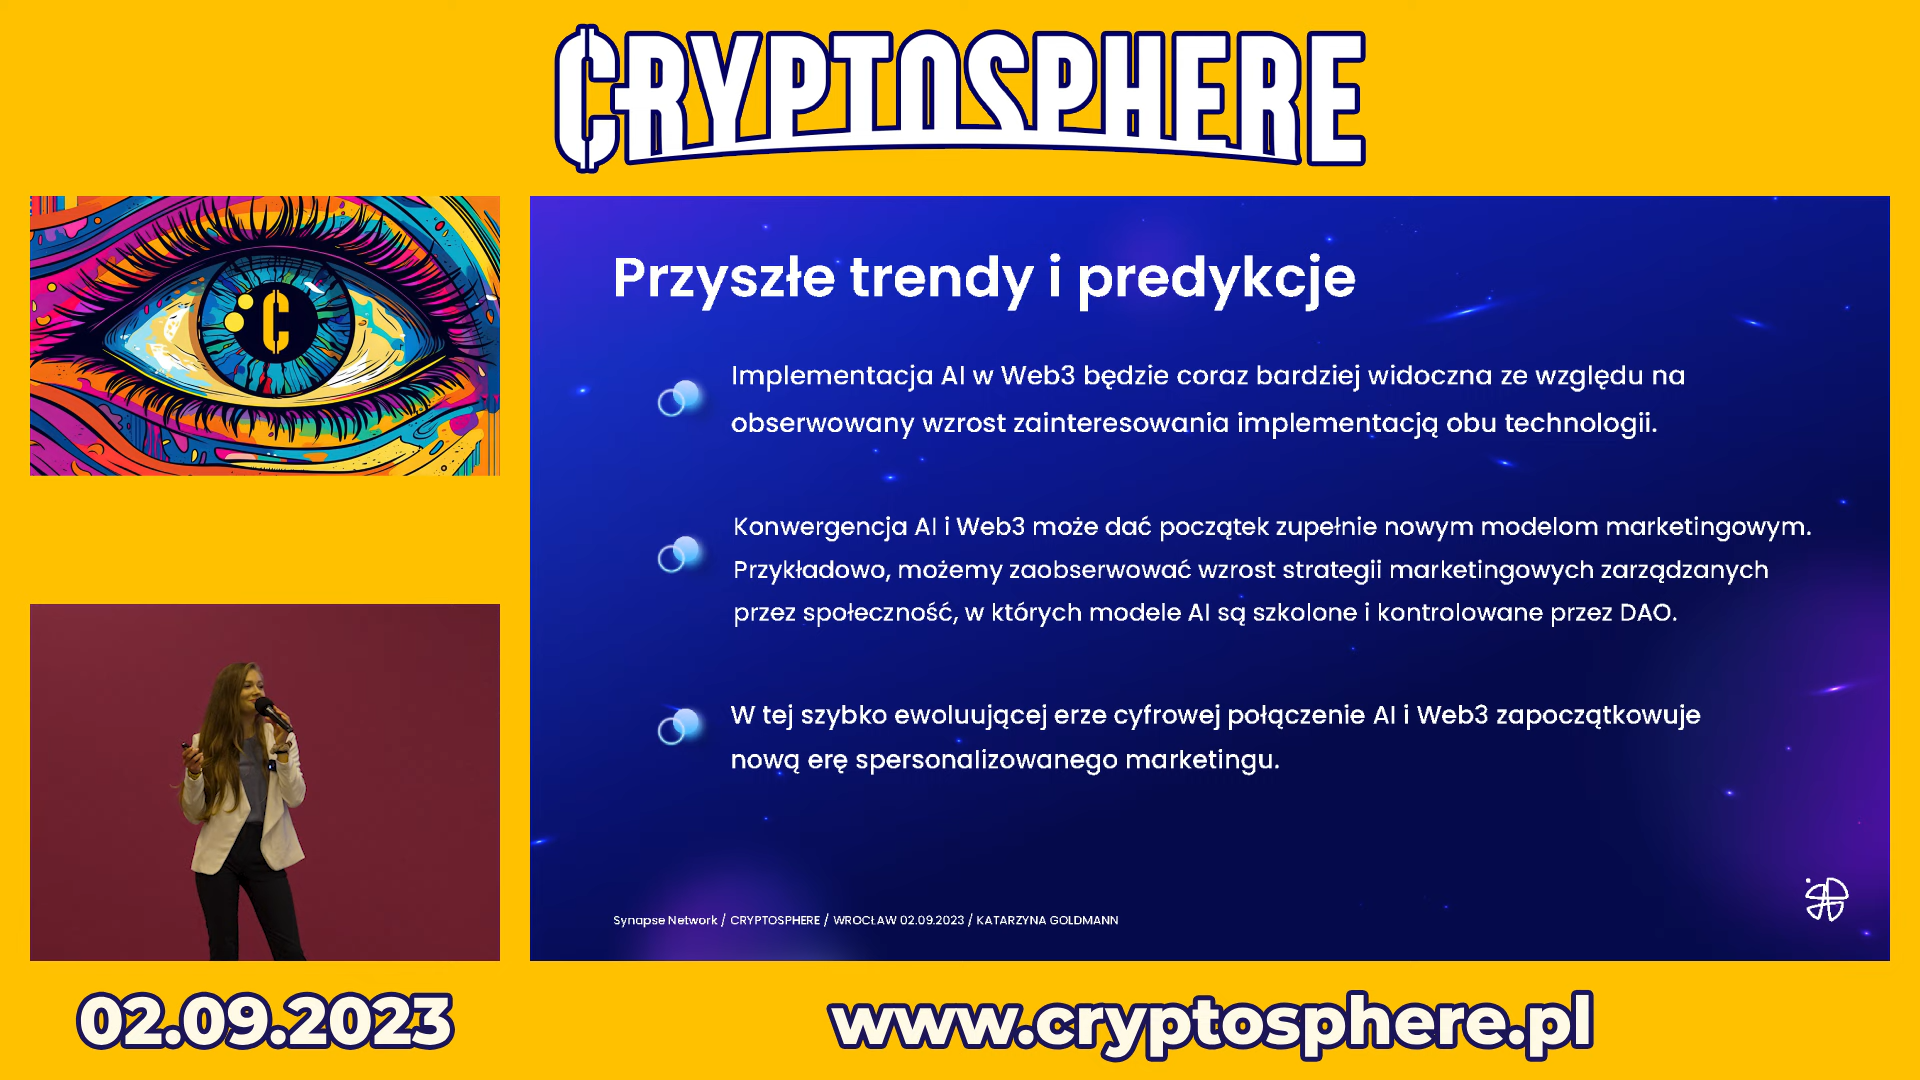 CRYPTOSPHERE
C
Przyszłe trendy i predykcje
Implementacja AI w Web3 będzie coraz bardziej widoczna ze względu na
obserwowany wzrost zainteresowania implementacją obu technologii.
Konwergencja AI i Web3 może dać początek zupełnie nowym modelom marketingowym.
Przykładowo, możemy zaobserwować wzrost strategii marketingowych zarządzanych
przez społeczność, w których modele AI są szkolone i kontrolowane przez DAO.
W tej szybko ewoluującej erze cyfrowej połączenie AI i Web3 zapoczątkowuje
nową erę spersonalizowanego marketingu.
Synapse Network / CRYPTOSPHERE / WROCŁAW 02.09.2023 / KATARZYNA GOLDMANN
02.09.2023
www.cryptosphere.pl